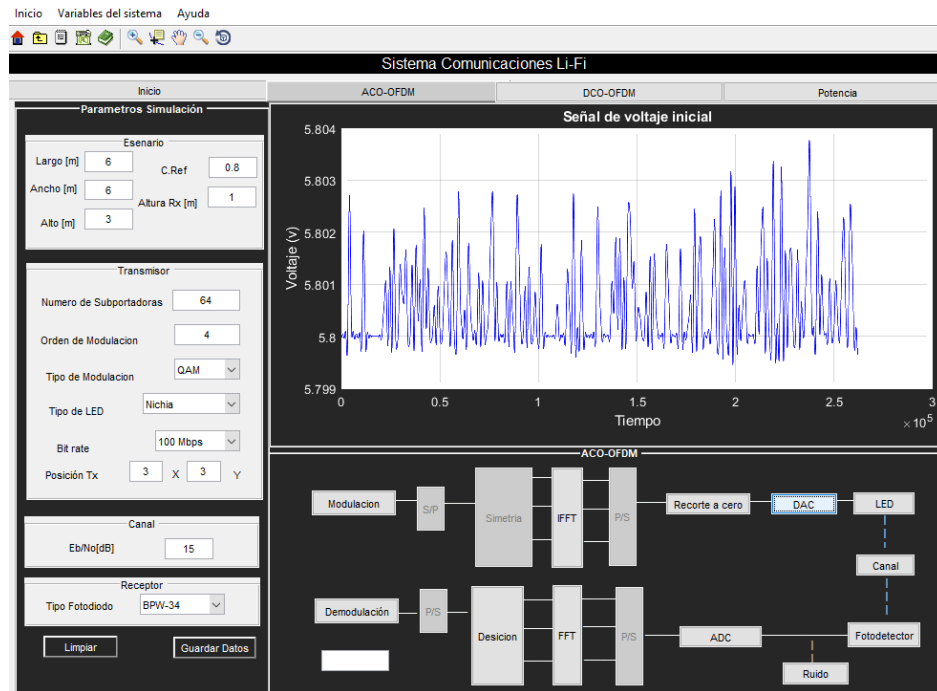 Inicio Variables del sistema Ayuda
Sistema Comunicaciones Li-Fi
Inicio ACO-OFDM DCO-OFDM Potencia
Parametros Simulación
Esenario
Largo [m] 6 C.Ref 0.8
Ancho [m] 6 Altura Rx [m] 1
Alto [m] 3
Transmisor
Numero de Subportadoras 64
Orden de Modulacion 4
Tipo de Modulacion QAM
Tipo de LED Nichia
Bit rate 100 Mbps
Posición Tx 3 X 3 Y
Canal
Eb/No[dB] 15
Receptor
Tipo Fotodiodo BPW-34
Limpiar Guardar Datos
Señal de voltaje inicial
Voltaje (v)
5.804
5.803
5.802
5.801
5.8
5.799
0 0.5 1 1.5 2 2.5 3
Tiempo
× 10^5
ACO-OFDM
Modulacion S/P Simetria IFFT P/S Recorte a cero DAC LED
Canal
Demodulación P/S Desicion FFT P/S ADC Fotodetector
Ruido